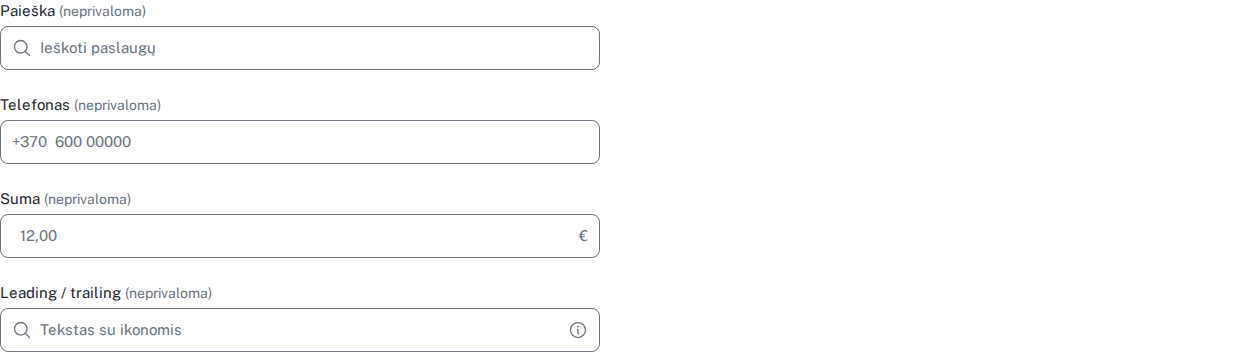 Paieška (neprivaloma)
Ieškoti paslaugų
Telefonas (neprivaloma)
+370 600 00000
Suma (neprivaloma)
12,00 €
Leading / trailing (neprivaloma)
Tekstas su ikonomis